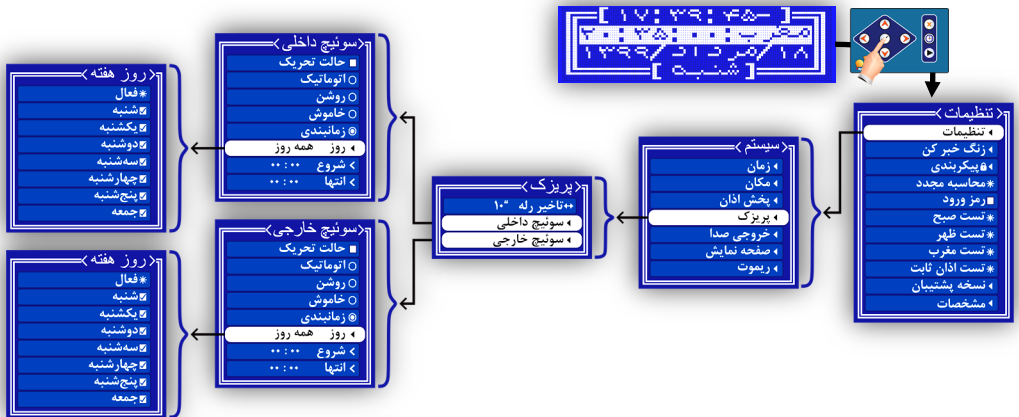 [ ۱۷:۳۹:۴۵- ]
مغرب:۲۰:۲۵:۰۰
۱۸/مرداد/۱۳۹۹
[ شنبه ]
تنظیمات
تنظیمات
زنگ خبر کن
پیکربندی
محاسبه مجدد
رمز ورود
تست صبح
تست ظهر
تست مغرب
تست اذان ثابت
نسخه پشتیبان
مشخصات
سیستم
زمان
مکان
پخش اذان
پریزک
خروجی صدا
صفحه نمایش
ریموت
پریزک
تاخیر رله ۱۰"
سوئیچ داخلی
سوئیچ خارجی
سوئیچ داخلی
حالت تحریک
اتوماتیک
روشن
خاموش
زمانبندی
روز همه روز
شروع ۰۰:۰۰
انتها ۰۰:۰۰
روز هفته
فعال
شنبه
یکشنبه
دوشنبه
سه‌شنبه
چهارشنبه
پنج‌شنبه
جمعه
سوئیچ خارجی
حالت تحریک
اتوماتیک
روشن
خاموش
زمانبندی
روز همه روز
شروع ۰۰:۰۰
انتها ۰۰:۰۰
روز هفته
فعال
شنبه
یکشنبه
دوشنبه
سه‌شنبه
چهارشنبه
پنج‌شنبه
جمعه